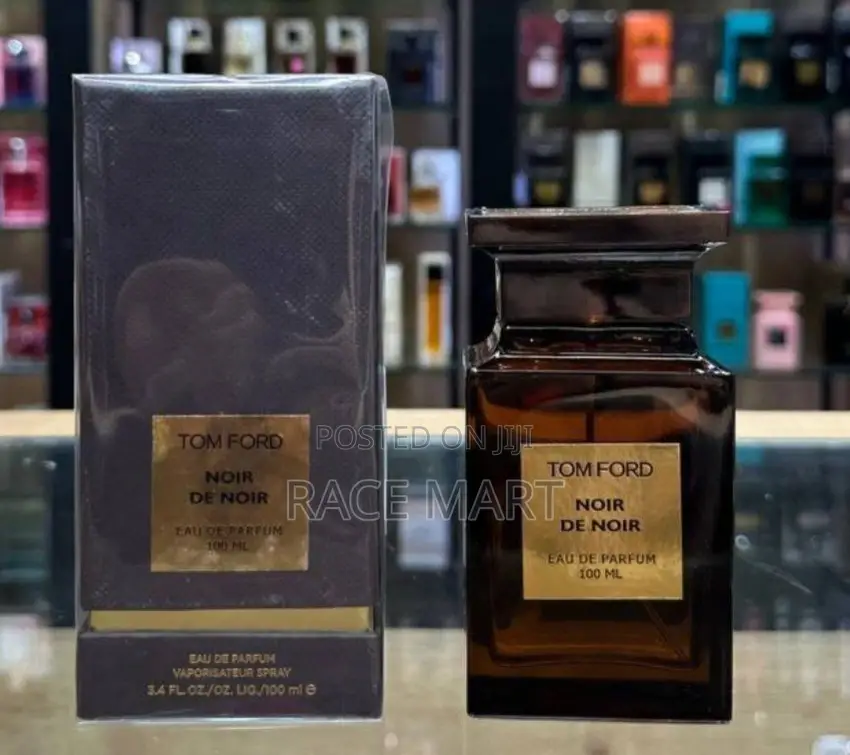 TOM FORD
NOIR
DE NOIR
EAU DE PARFUM
100 ML
EAU DE PARFUM
VAPORISATEUR SPRAY
3.4 FL. OZ./OZ. LIG./100 ml ℮
POSTED ON JIJI
RACE MART
TOM FORD
NOIR
DE NOIR
EAU DE PARFUM
100 ML